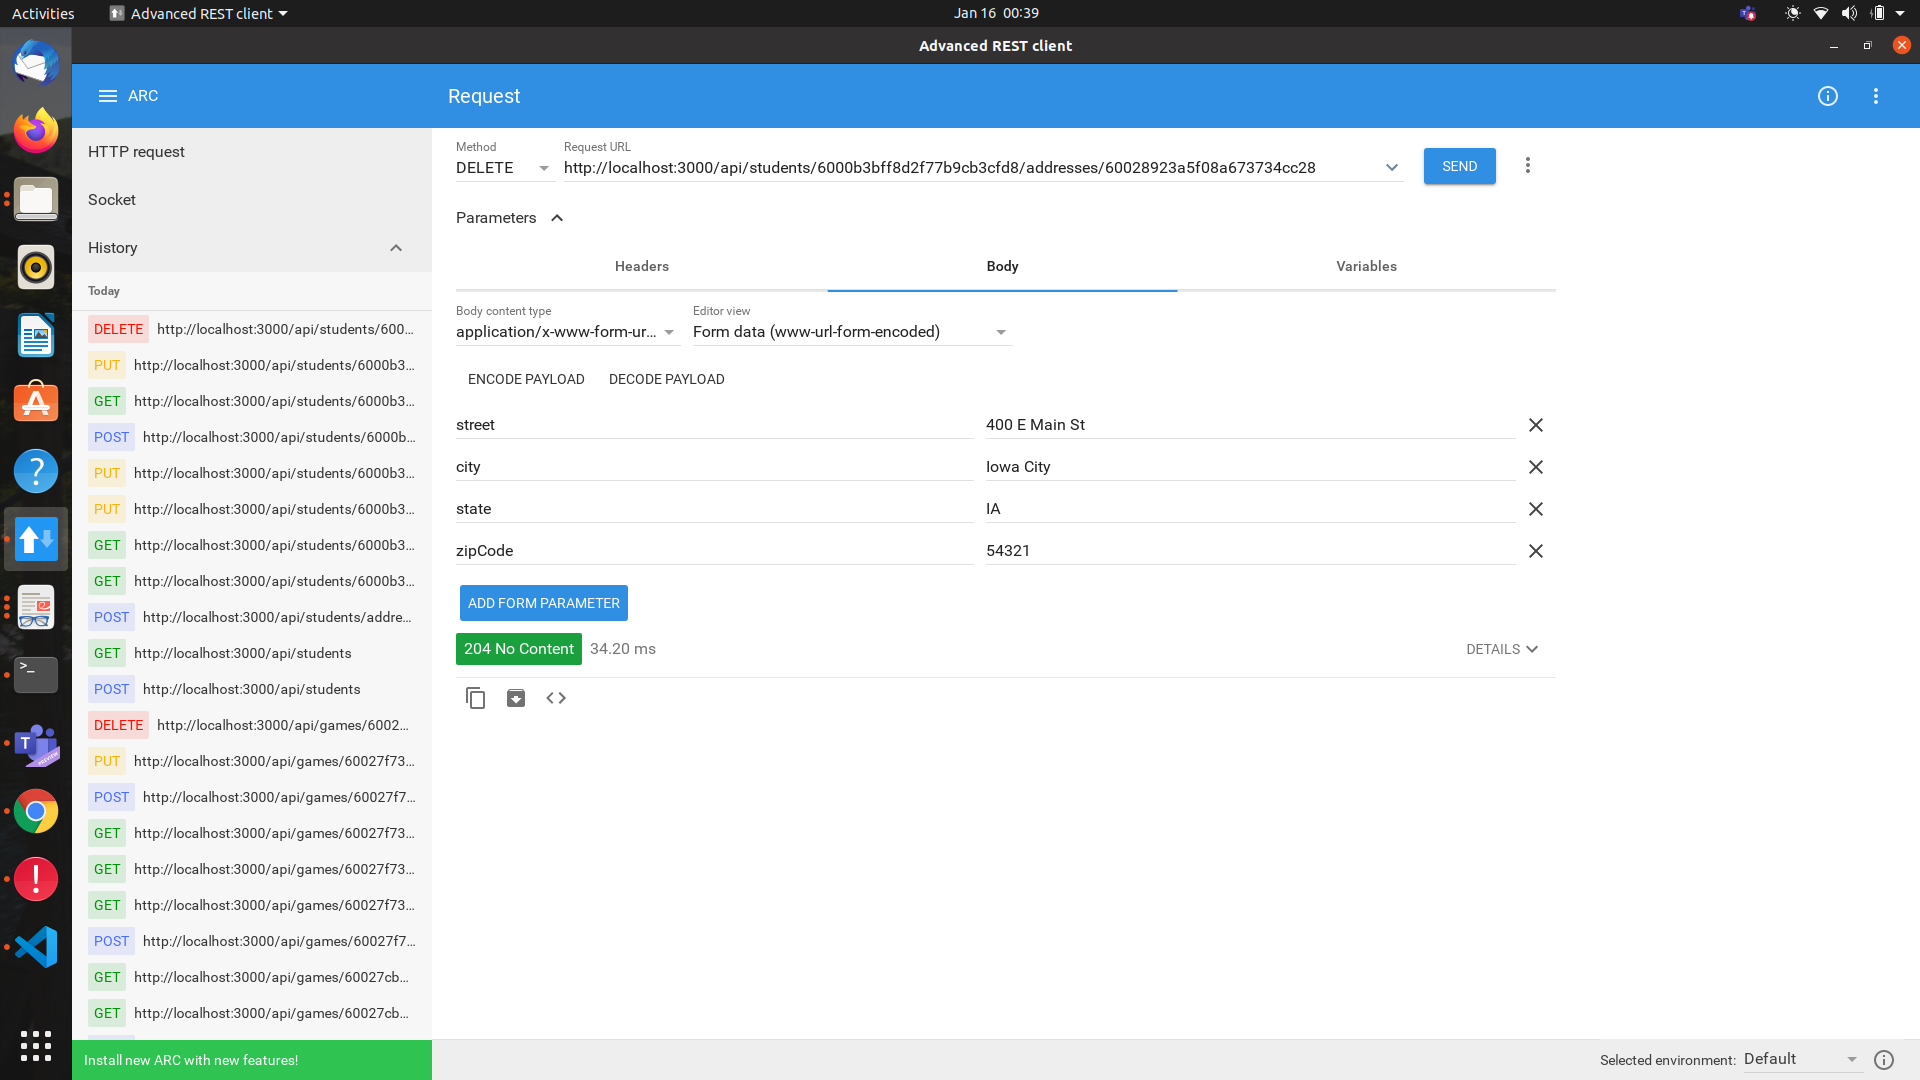 Activities
Advanced REST client
Jan 16 00:39
Advanced REST client
ARC
Request
HTTP request
Socket
History
Today
DELETE http://localhost:3000/api/students/600...
PUT http://localhost:3000/api/students/6000b3...
GET http://localhost:3000/api/students/6000b3...
POST http://localhost:3000/api/students/6000b...
PUT http://localhost:3000/api/students/6000b3...
PUT http://localhost:3000/api/students/6000b3...
GET http://localhost:3000/api/students/6000b3...
GET http://localhost:3000/api/students/6000b3...
POST http://localhost:3000/api/students/addre...
GET http://localhost:3000/api/students
POST http://localhost:3000/api/students
DELETE http://localhost:3000/api/games/6002...
PUT http://localhost:3000/api/games/60027f73...
POST http://localhost:3000/api/games/60027f7...
GET http://localhost:3000/api/games/60027f73...
GET http://localhost:3000/api/games/60027f73...
GET http://localhost:3000/api/games/60027f73...
POST http://localhost:3000/api/games/60027f7...
GET http://localhost:3000/api/games/60027cb...
GET http://localhost:3000/api/games/60027cb...
Install new ARC with new features!
Method
Request URL
DELETE
http://localhost:3000/api/students/6000b3bff8d2f77b9cb3cfd8/addresses/60028923a5f08a673734cc28
SEND
Parameters
Headers
Body
Variables
Body content type
Editor view
application/x-www-form-ur...
Form data (www-url-form-encoded)
ENCODE PAYLOAD
DECODE PAYLOAD
street 400 E Main St
city Iowa City
state IA
zipCode 54321
ADD FORM PARAMETER
204 No Content 34.20 ms
DETAILS
Selected environment: Default